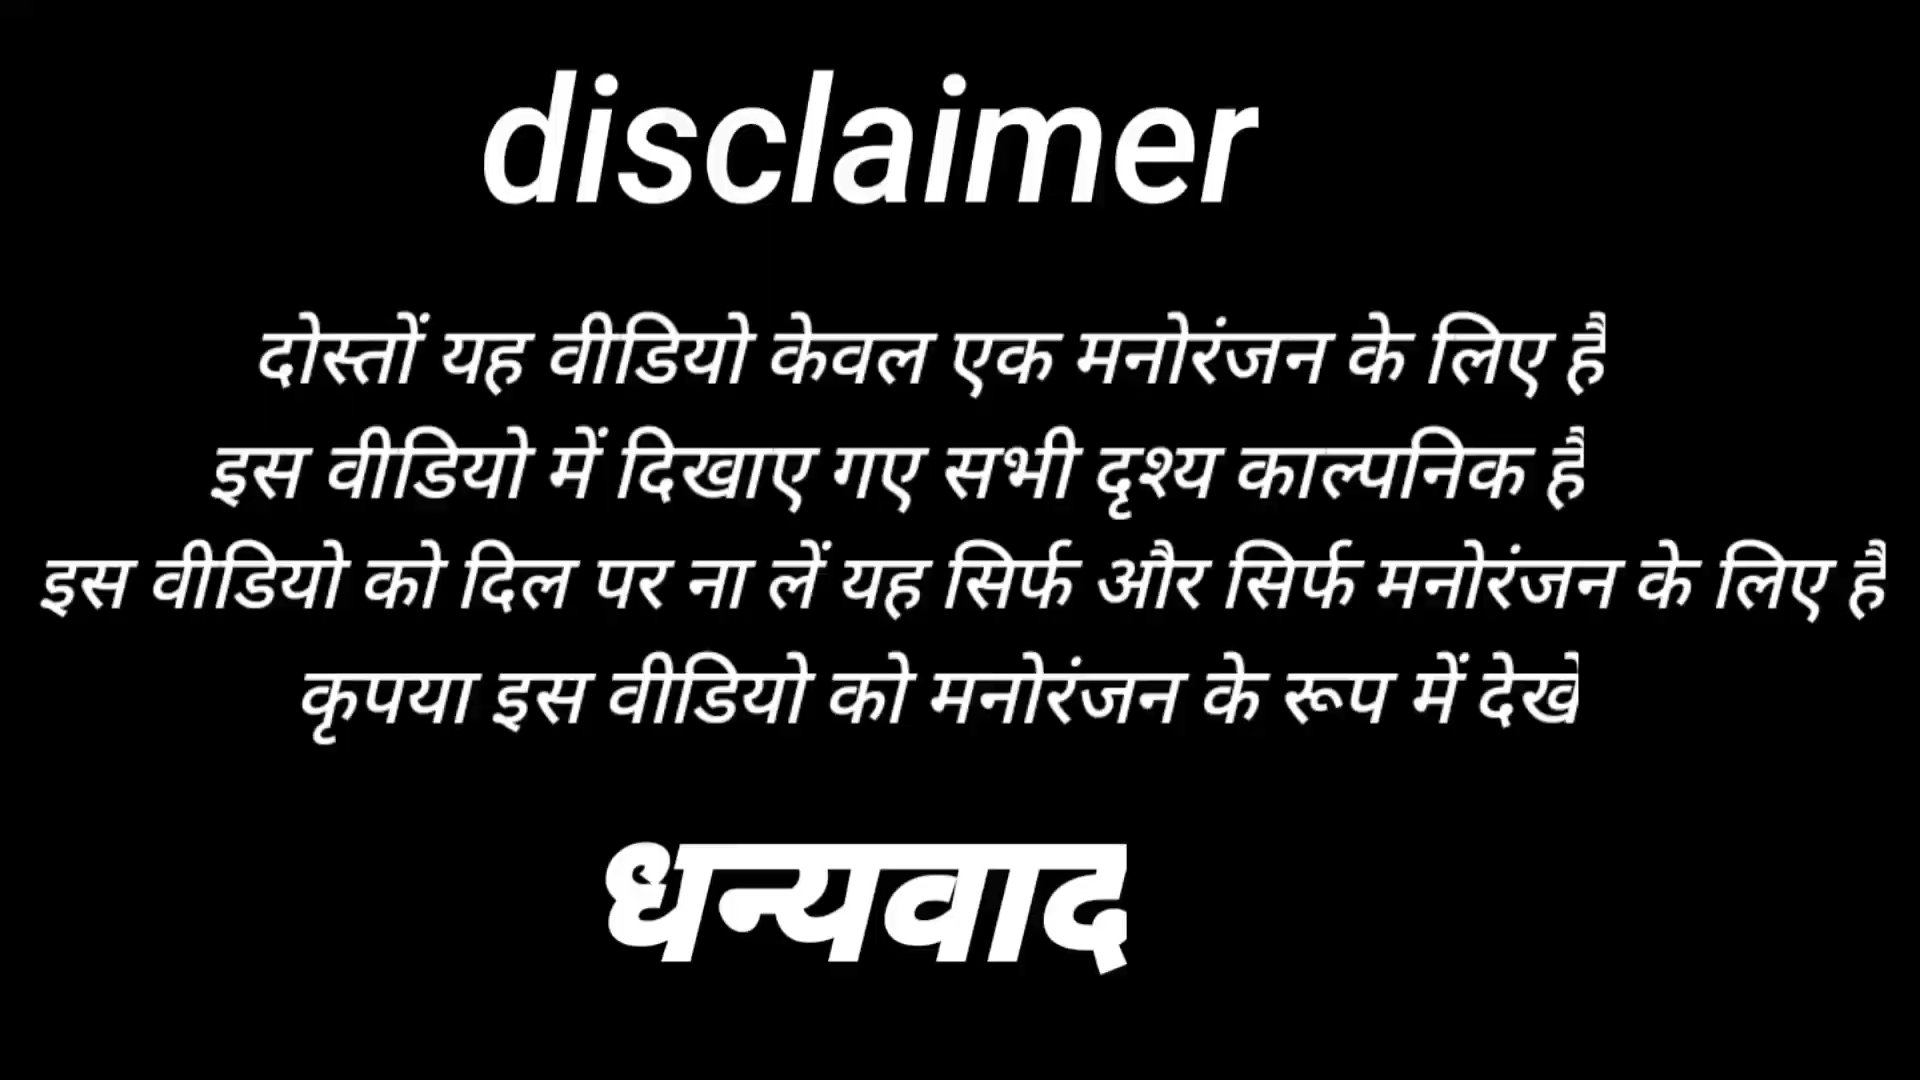 disclaimer
दोस्तों यह वीडियो केवल एक मनोरंजन के लिए है
इस वीडियो में दिखाए गए सभी दृश्य काल्पनिक है
इस वीडियो को दिल पर ना लें यह सिर्फ और सिर्फ मनोरंजन के लिए है
कृपया इस वीडियो को मनोरंजन के रूप में देखे
धन्यवाद